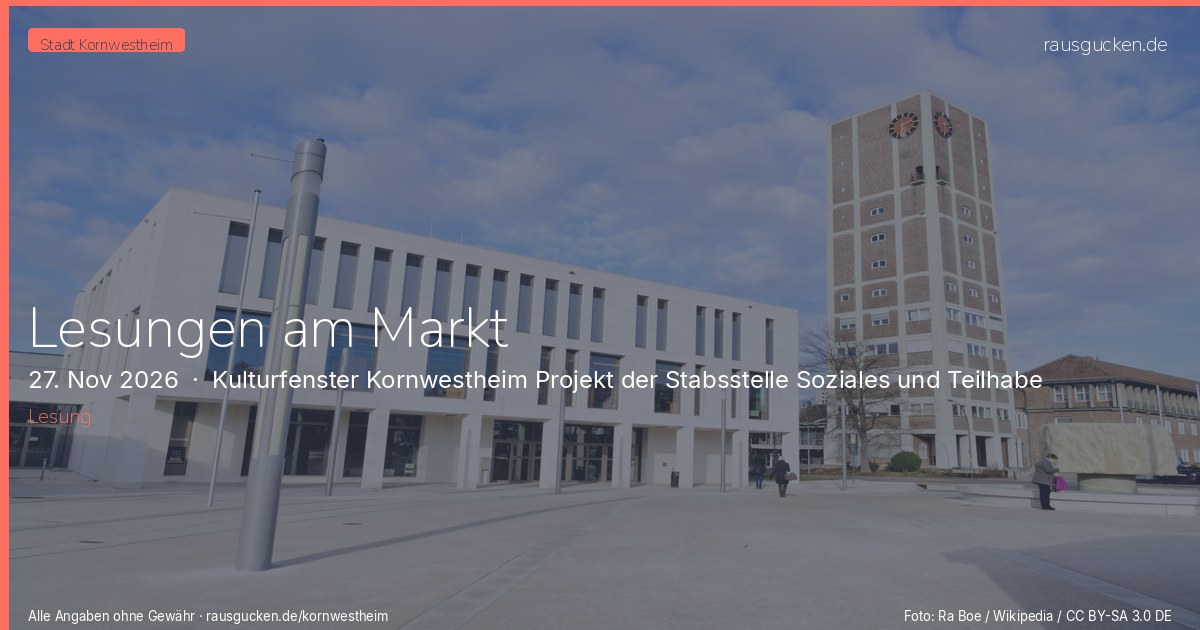 Stadt Kornwestheim
rausgucken.de
Lesungen am Markt
27. Nov 2026 · Kulturfenster Kornwestheim Projekt der Stabsstelle Soziales und Teilhabe
Lesung
Alle Angaben ohne Gewähr · rausgucken.de/kornwestheim
Foto: Ra Boe / Wikipedia / CC BY-SA 3.0 DE